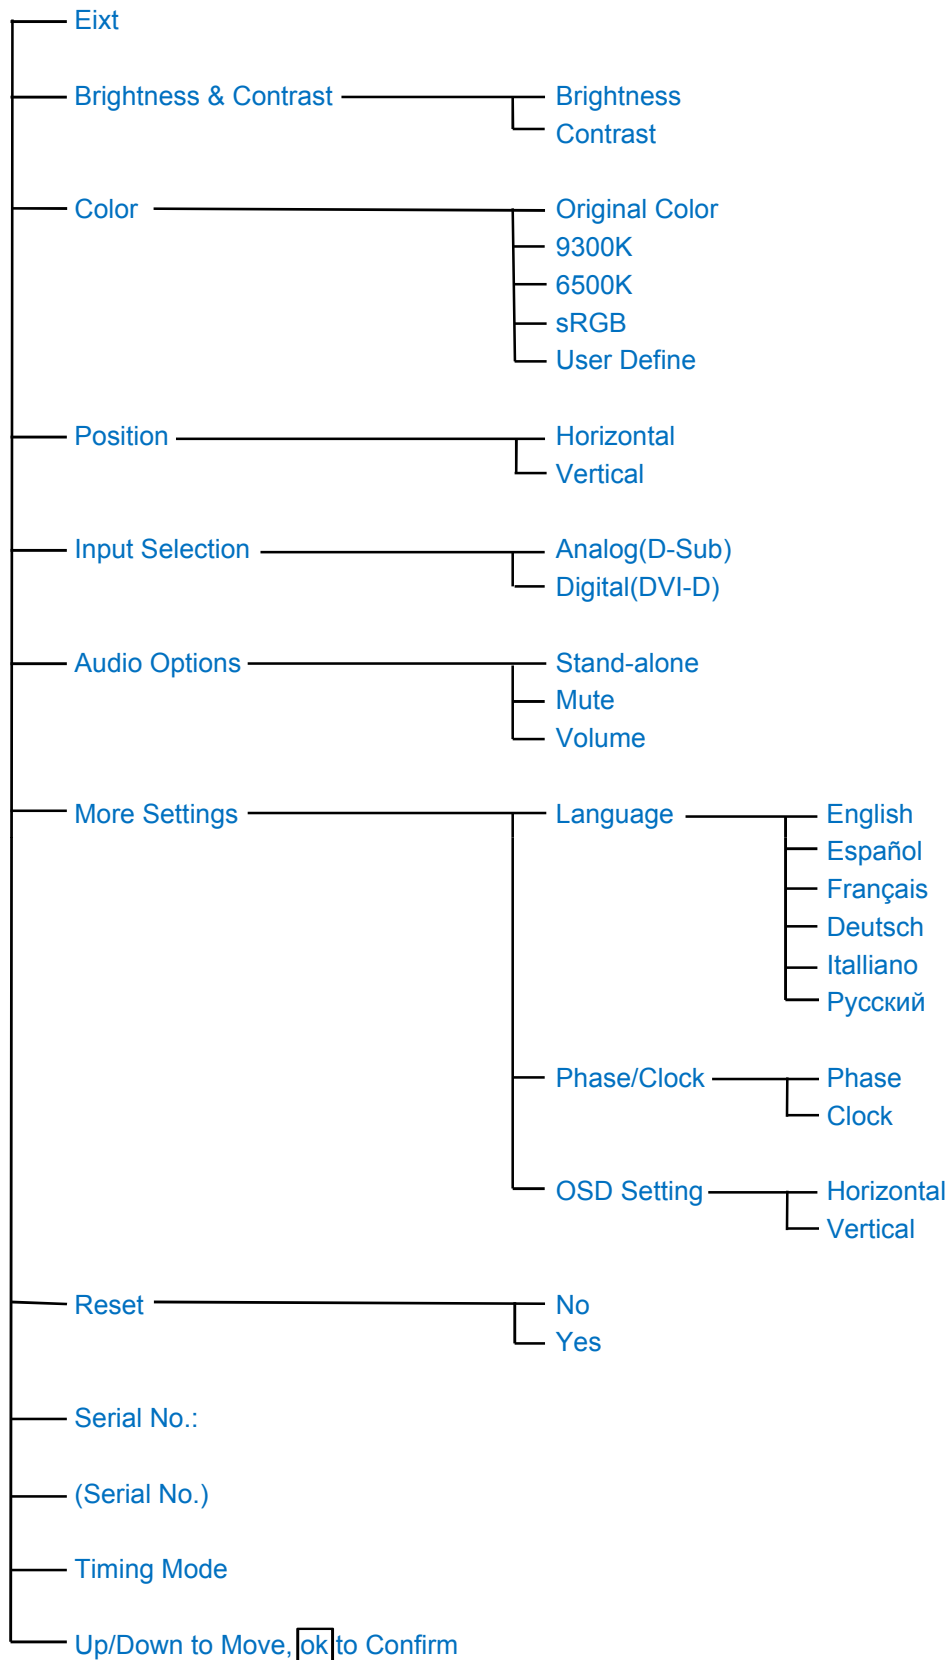 Eixt
Brightness & Contrast Brightness
Contrast
Color Original Color
9300K
6500K
sRGB
User Define
Position Horizontal
Vertical
Input Selection Analog(D-Sub)
Digital(DVI-D)
Audio Options Stand-alone
Mute
Volume
More Settings Language English
Español
Français
Deutsch
Italliano
Русский
Phase/Clock Phase
Clock
OSD Setting Horizontal
Vertical
Reset No
Yes
Serial No.:
(Serial No.)
Timing Mode
Up/Down to Move, ok to Confirm